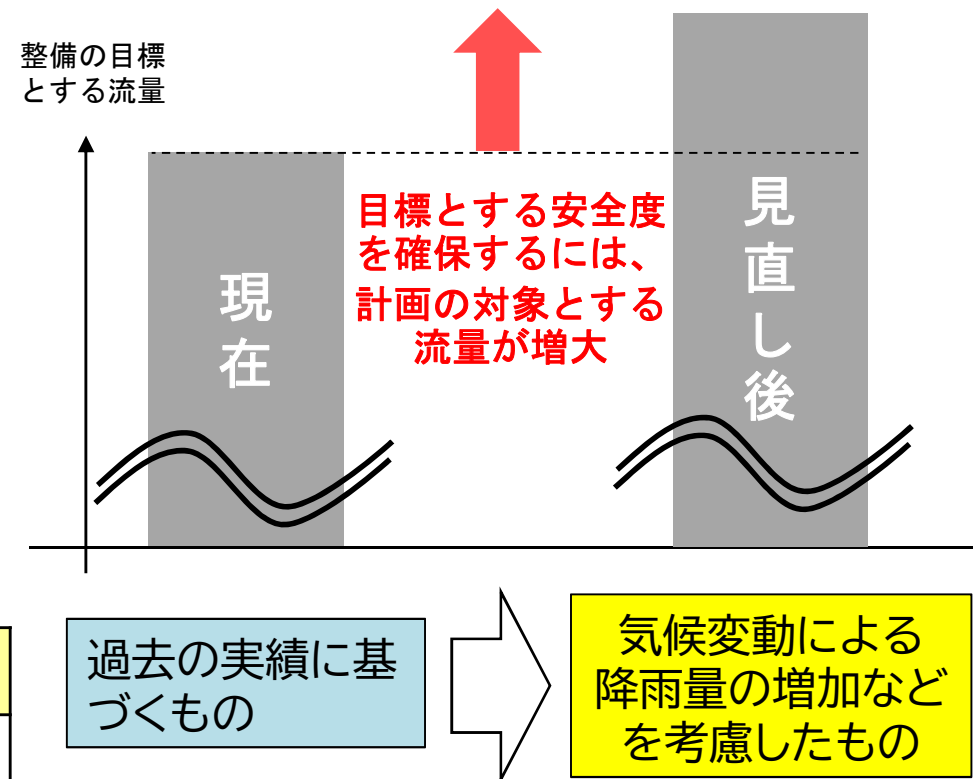 整備の目標
とする流量
目標とする安全度
を確保するには、
計画の対象とする
流量が増大
現在
見直し後
過去の実績に基
づくもの
気候変動による
降雨量の増加など
を考慮したもの